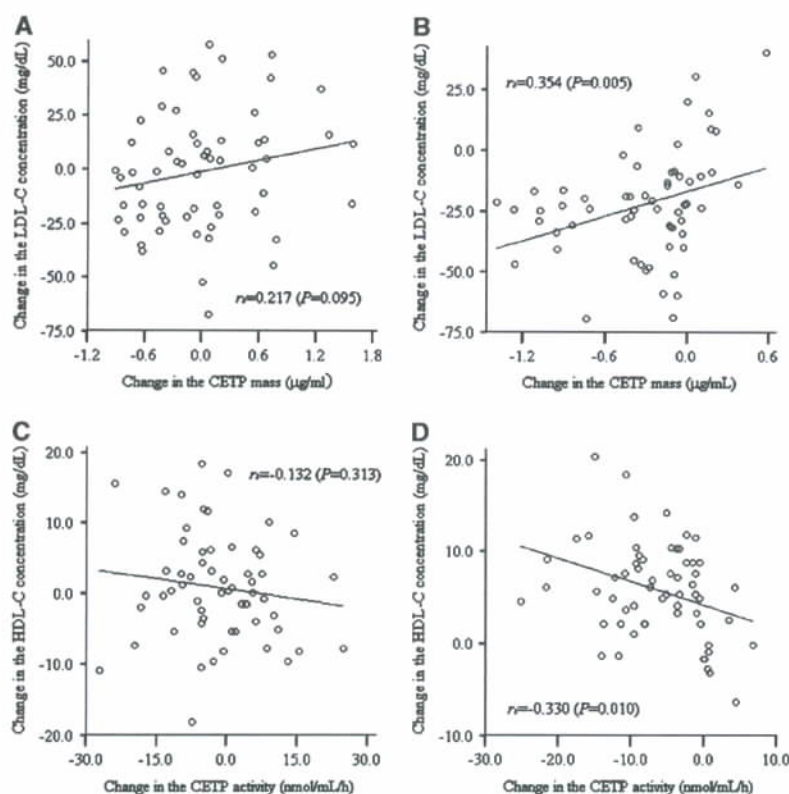 A
B
Change in the LDL-C concentration (mg/dL)
50.0
25.0
0.0
-25.0
-50.0
-75.0
rs=0.217 (P=0.095)
-1.2 -0.6 0.0 0.6 1.2 1.8
Change in the CETP mass (μg/ml)
Change in the LDL-C concentration (mg/dL)
25.0
0.0
-25.0
-50.0
-75.0
rs=0.354 (P=0.005)
-1.2 -0.6 0.0 0.6
Change in the CETP mass (μg/mL)
C
D
Change in the HDL-C concentration (mg/dL)
20.0
10.0
0.0
-10.0
-20.0
rs=-0.132 (P=0.313)
-30.0 -15.0 0.0 15.0 30.0
Change in the CETP activity (nmol/mL/h)
Change in the HDL-C concentration (mg/dL)
20.0
10.0
0.0
-10.0
rs=-0.330 (P=0.010)
-30.0 -20.0 -10.0 0.0 10.0
Change in the CETP activity (nmol/mL/h)